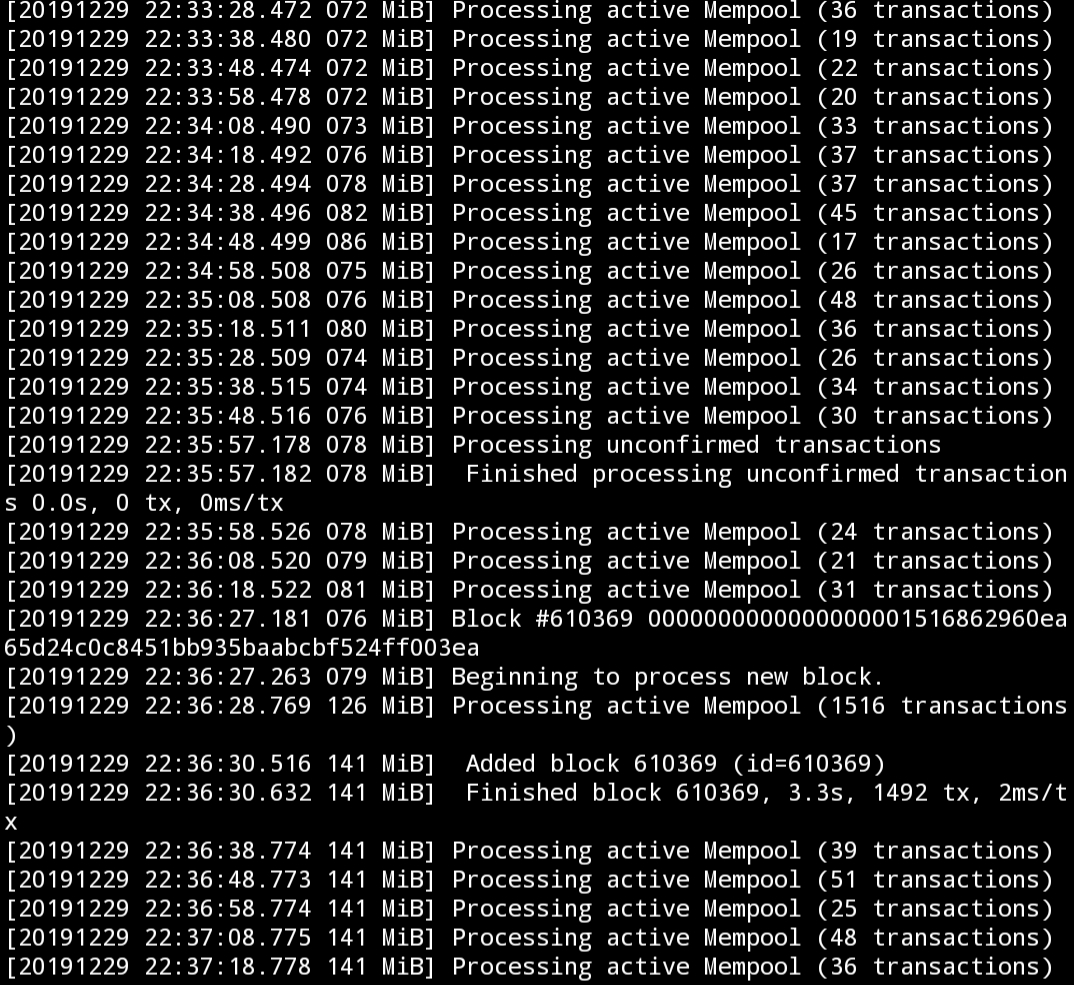 [20191229 22:33:28.472 072 MiB] Processing active Mempool (36 transactions)
[20191229 22:33:38.480 072 MiB] Processing active Mempool (19 transactions)
[20191229 22:33:48.474 072 MiB] Processing active Mempool (22 transactions)
[20191229 22:33:58.478 072 MiB] Processing active Mempool (20 transactions)
[20191229 22:34:08.490 073 MiB] Processing active Mempool (33 transactions)
[20191229 22:34:18.492 076 MiB] Processing active Mempool (37 transactions)
[20191229 22:34:28.494 078 MiB] Processing active Mempool (37 transactions)
[20191229 22:34:38.496 082 MiB] Processing active Mempool (45 transactions)
[20191229 22:34:48.499 086 MiB] Processing active Mempool (17 transactions)
[20191229 22:34:58.508 075 MiB] Processing active Mempool (26 transactions)
[20191229 22:35:08.508 076 MiB] Processing active Mempool (48 transactions)
[20191229 22:35:18.511 080 MiB] Processing active Mempool (36 transactions)
[20191229 22:35:28.509 074 MiB] Processing active Mempool (26 transactions)
[20191229 22:35:38.515 074 MiB] Processing active Mempool (34 transactions)
[20191229 22:35:48.516 076 MiB] Processing active Mempool (30 transactions)
[20191229 22:35:57.178 078 MiB] Processing unconfirmed transactions
[20191229 22:35:57.182 078 MiB]  Finished processing unconfirmed transaction
s 0.0s, 0 tx, 0ms/tx
[20191229 22:35:58.526 078 MiB] Processing active Mempool (24 transactions)
[20191229 22:36:08.520 079 MiB] Processing active Mempool (21 transactions)
[20191229 22:36:18.522 081 MiB] Processing active Mempool (31 transactions)
[20191229 22:36:27.181 076 MiB] Block #610369 0000000000000000001516862960ea
65d24c0c8451bb935baabcbf524ff003ea
[20191229 22:36:27.263 079 MiB] Beginning to process new block.
[20191229 22:36:28.769 126 MiB] Processing active Mempool (1516 transactions
)
[20191229 22:36:30.516 141 MiB]  Added block 610369 (id=610369)
[20191229 22:36:30.632 141 MiB]  Finished block 610369, 3.3s, 1492 tx, 2ms/t
x
[20191229 22:36:38.774 141 MiB] Processing active Mempool (39 transactions)
[20191229 22:36:48.773 141 MiB] Processing active Mempool (51 transactions)
[20191229 22:36:58.774 141 MiB] Processing active Mempool (25 transactions)
[20191229 22:37:08.775 141 MiB] Processing active Mempool (48 transactions)
[20191229 22:37:18.778 141 MiB] Processing active Mempool (36 transactions)